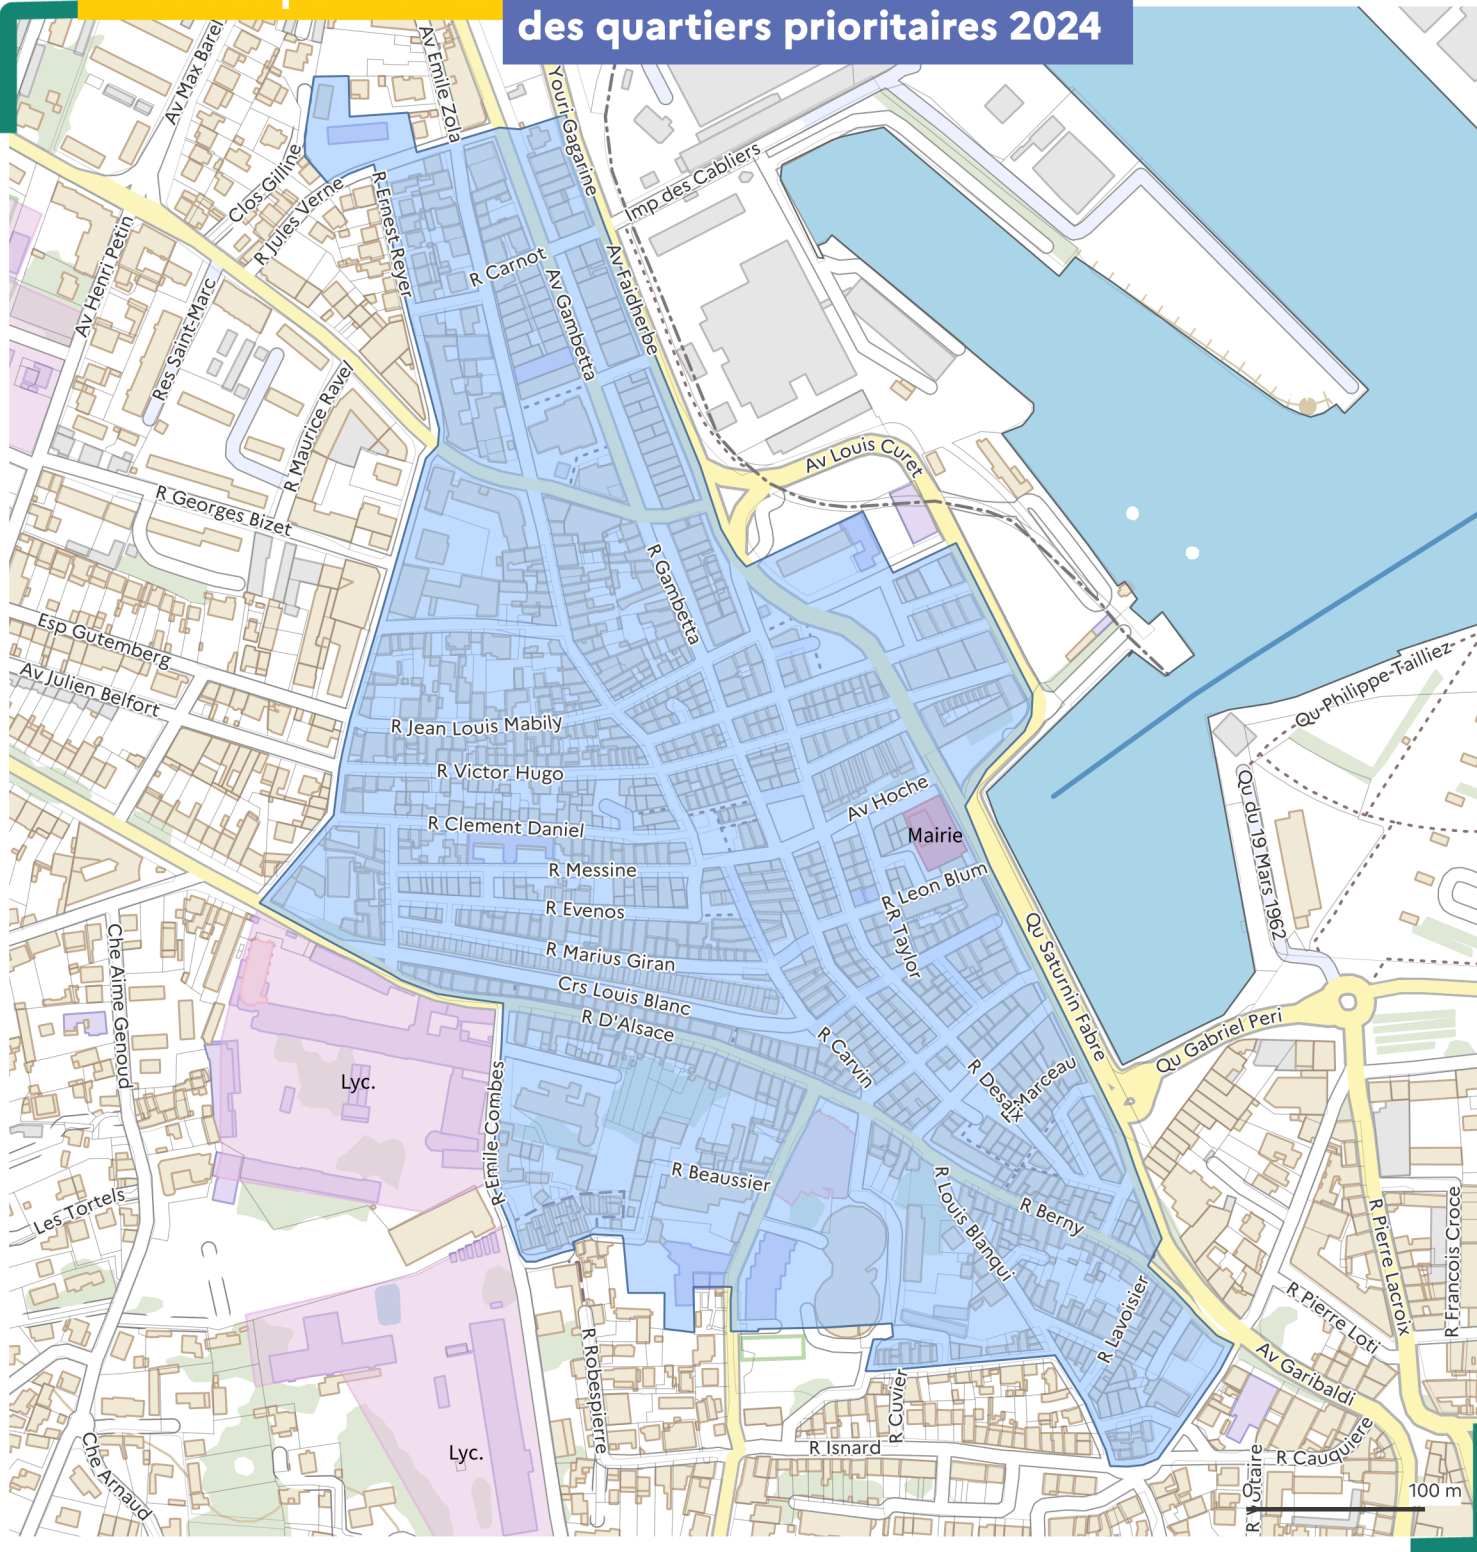 des quartiers prioritaires 2024
Av Max Barel
Av Emile Zola
Youri Gagarine
Imp des Cabliers
Clos Gilline
R Jules Verne
R Ernest Reyer
Av Henri Petin
Res Saint-Marc
R Carnot
Av Gambetta
Av Faidherbe
R Maurice Ravel
Av Louis Curet
R Georges Bizet
R Gambetta
Esp Gutemberg
Av Julien Belfort
Qu Philippe Tailliez
R Jean Louis Mabily
R Victor Hugo
Av Hoche
R Clement Daniel
Mairie
Qu du 19 Mars 1962
R Messine
R Leon Blum
R Evenos
R Taylor
R Marius Giran
Qu Saturnin Fabre
Che Aime Genoud
Crs Louis Blanc
R D'Alsace
Qu Gabriel Peri
R Carvin
Lyc.
R Desaix
R Marceau
R Emile Combes
R Beaussier
Les Tortels
R Louis Blanqui
R Berny
R Pierre Lacroix
R Francois Croce
R Lavoisier
R Pierre Loti
R Robespierre
Av Garibaldi
R Cuvier
Che Arnaud
Lyc.
R Isnard
R Cauquiere
R Voltaire
0 100 m